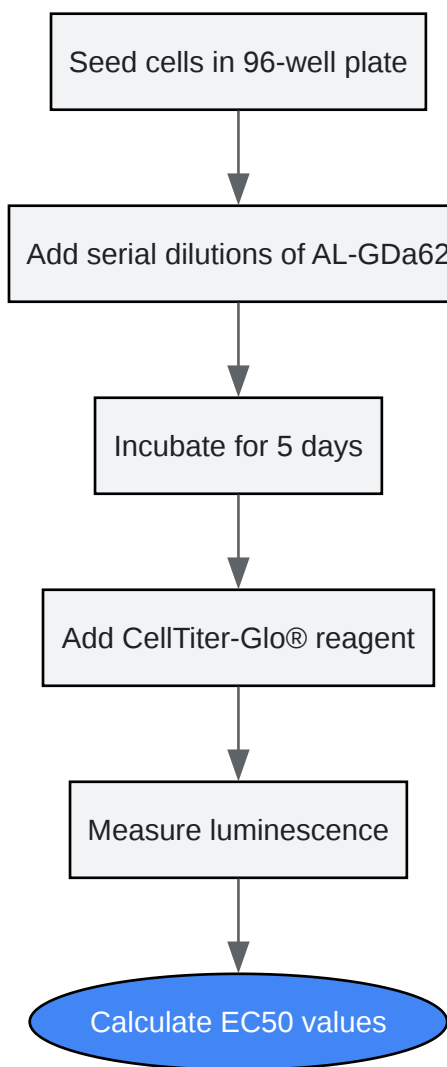 Seed cells in 96-well plate
Add serial dilutions of AL-GDa62
Incubate for 5 days
Add CellTiter-Glo® reagent
Measure luminescence
Calculate EC50 values